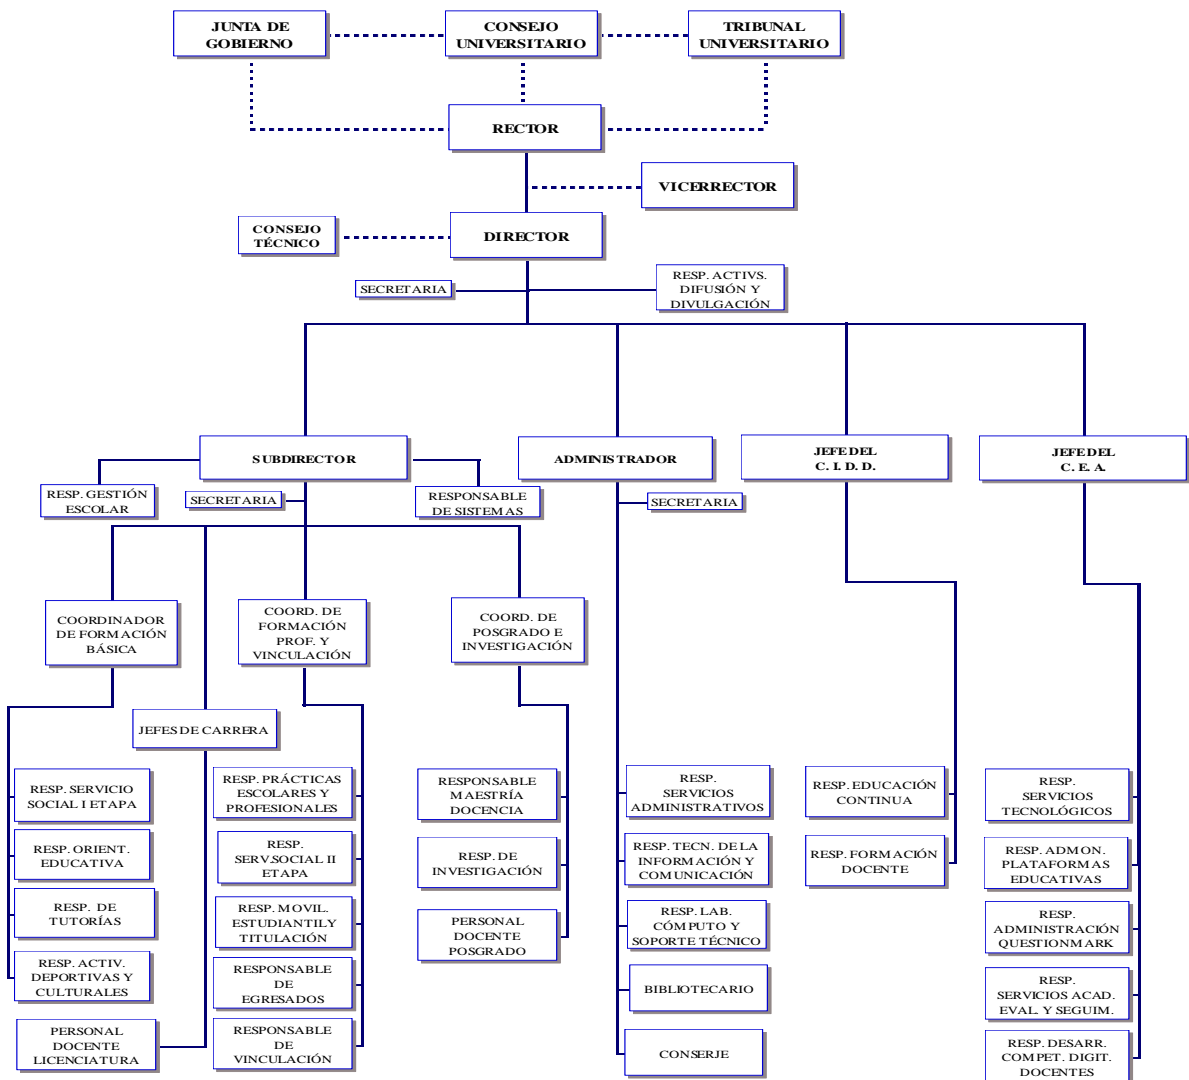 JUNTA DE
GOBIERNO
CONSEJO
UNIVERSITARIO
TRIBUNAL
UNIVERSITARIO
RECTOR
VICERRECTOR
CONSEJO
TÉCNICO
DIRECTOR
SECRETARIA
RESP. ACTIVS.
DIFUSIÓN Y
DIVULGACIÓN
SUBDIRECTOR
ADMINISTRADOR
JEFE DEL
C. I. D. D.
JEFE DEL
C. E. A.
RESP. GESTIÓN
ESCOLAR
SECRETARIA
RESPONSABLE
DE SISTEMAS
SECRETARIA
COORDINADOR
DE FORMACIÓN
BÁSICA
COORD. DE
FORMACIÓN
PROF. Y
VINCULACIÓN
COORD. DE
POSGRADO E
INVESTIGACIÓN
JEFES DE CARRERA
RESP. SERVICIO
SOCIAL I ETAPA
RESP. ORIENT.
EDUCATIVA
RESP. DE
TUTORÍAS
RESP. ACTIV.
DEPORTIVAS Y
CULTURALES
PERSONAL
DOCENTE
LICENCIATURA
RESP. PRÁCTICAS
ESCOLARES Y
PROFESIONALES
RESP.
SERV.SOCIAL II
ETAPA
RESP. MOVIL.
ESTUDIANTIL Y
TITULACIÓN
RESPONSABLE
DE
EGRESADOS
RESPONSABLE
DE
VINCULACIÓN
RESPONSABLE
MAESTRÍA
DOCENCIA
RESP. DE
INVESTIGACIÓN
PERSONAL
DOCENTE
POSGRADO
RESP.
SERVICIOS
ADMINISTRATIVOS
RESP. TECN. DE LA
INFORMACIÓN Y
COMUNICACIÓN
RESP. LAB.
CÓMPUTO Y
SOPORTE TÉCNICO
BIBLIOTECARIO
CONSERJE
RESP. EDUCACIÓN
CONTINUA
RESP. FORMACIÓN
DOCENTE
RESP.
SERVICIOS
TECNOLÓGICOS
RESP. ADMON.
PLATAFORMAS
EDUCATIVAS
RESP.
ADMINISTRACIÓN
QUESTIONMARK
RESP.
SERVICIOS ACAD.
EVAL. Y SEGUIM.
RESP. DESARR.
COMPET. DIGIT.
DOCENTES